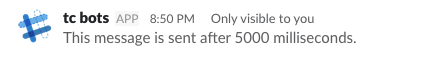 tc bots APP 8:50 PM Only visible to you
This message is sent after 5000 milliseconds.